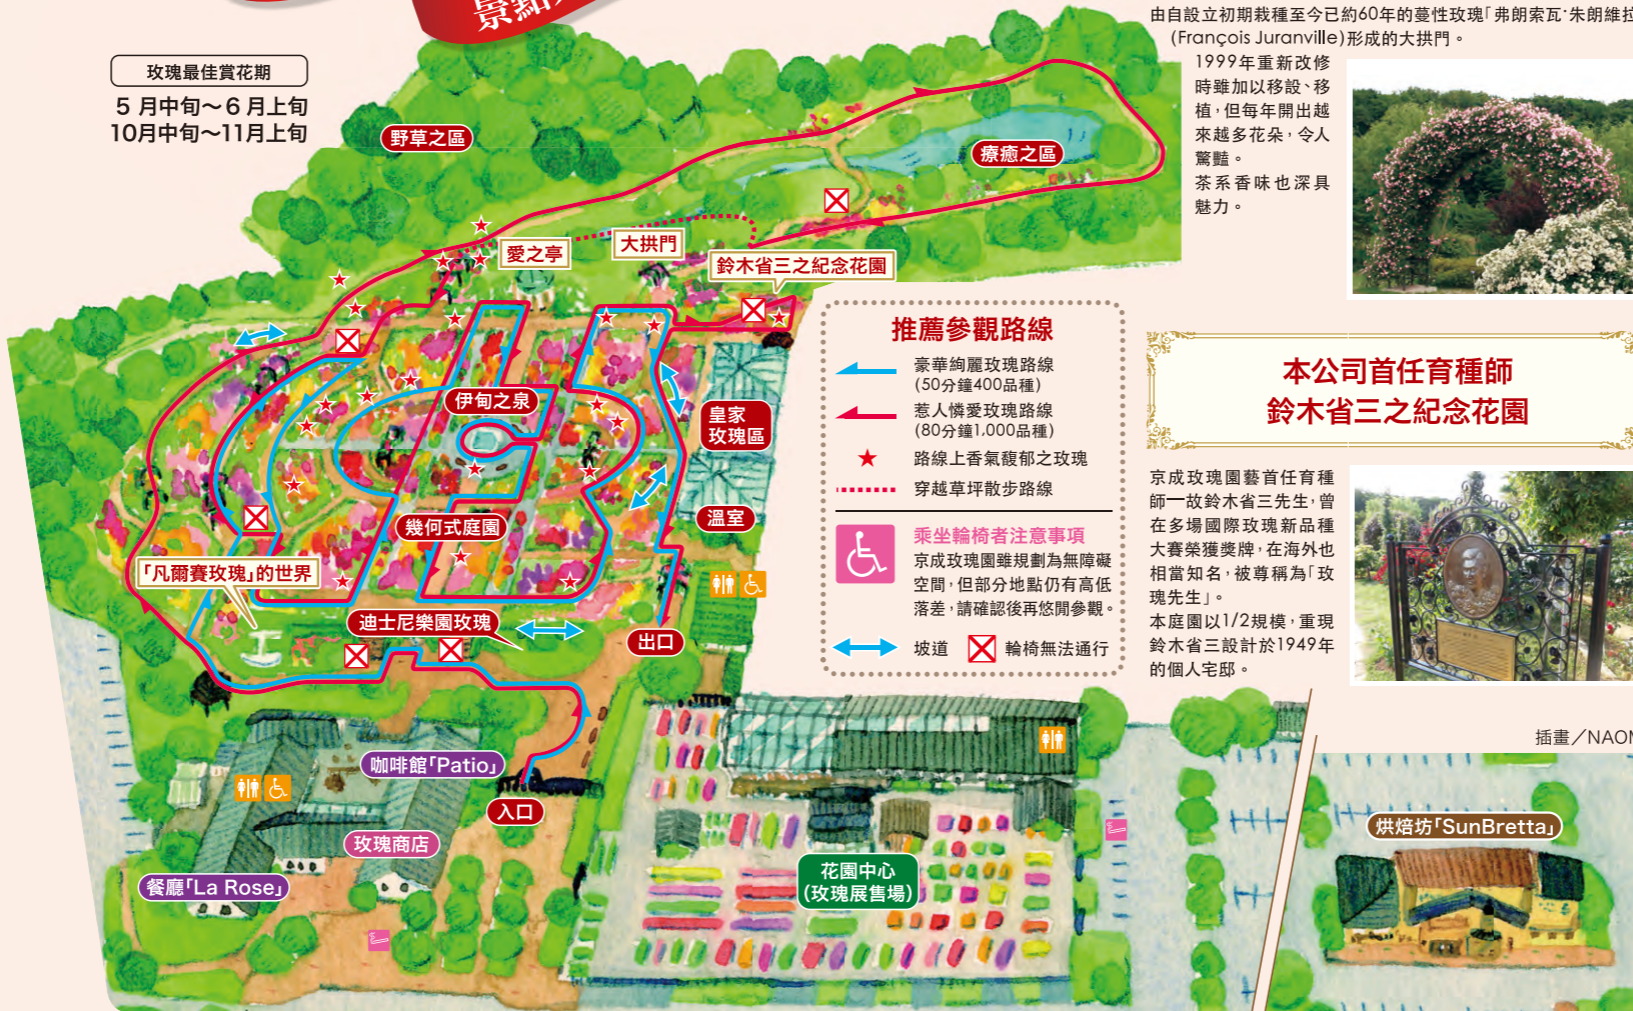 景點
玫瑰最佳賞花期
5 月中旬～6 月上旬
10月中旬～11月上旬
由自設立初期栽種至今已約60年的蔓性玫瑰「弗朗索瓦·朱朗維拉
(François Juranville)形成的大拱門。
1999年重新改修
時雖加以移設、移
植，但每年開出越
來越多花朵，令人
驚豔。
茶系香味也深具
魅力。
野草之區
療癒之區
愛之亭
大拱門
鈴木省三之紀念花園
伊甸之泉
皇家
玫瑰區
幾何式庭園
溫室
「凡爾賽玫瑰」的世界
迪士尼樂園玫瑰
出口
咖啡館「Patio」
入口
玫瑰商店
餐廳「La Rose」
花園中心
(玫瑰展售場)
烘焙坊「SunBretta」
推薦參觀路線
豪華絢麗玫瑰路線
(50分鐘400品種)
惹人憐愛玫瑰路線
(80分鐘1,000品種)
路線上香氣馥郁之玫瑰
穿越草坪散步路線
乘坐輪椅者注意事項
京成玫瑰園雖規劃為無障礙
空間，但部分地點仍有高低
落差，請確認後再悠閒參觀。
坡道
輪椅無法通行
本公司首任育種師
鈴木省三之紀念花園
京成玫瑰園藝首任育種
師一故鈴木省三先生，曾
在多場國際玫瑰新品種
大賽榮獲獎牌，在海外也
相當知名，被尊稱為「玫
瑰先生」。
本庭園以1/2規模，重現
鈴木省三設計於1949年
的個人宅邸。
插畫／NAOM